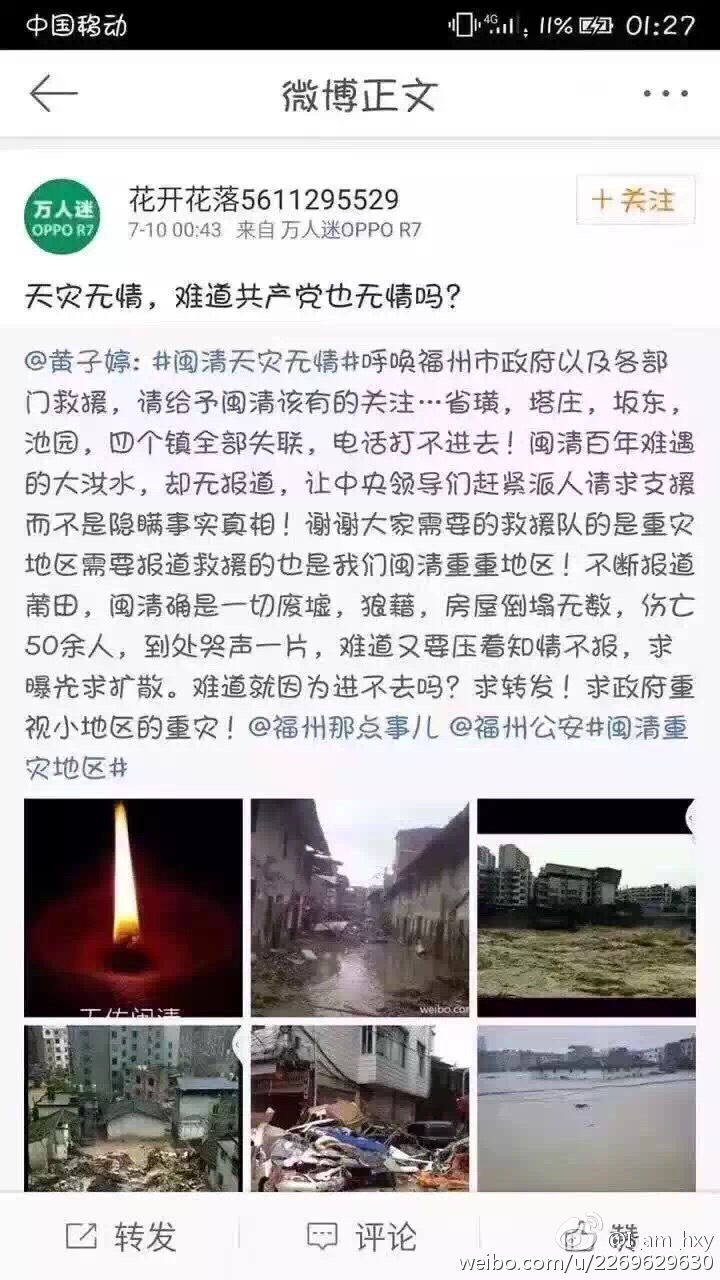 中国移动 4G 11% 01:27
微博正文
万人迷
OPPO R7
花开花落5611295529
+关注
7-10 00:43 来自 万人迷OPPO R7
天灾无情，难道共产党也无情吗？
@黄子婷: #闽清天灾无情#呼唤福州市政府以及各部
门救援，请给予闽清该有的关注…省璜，塔庄，坂东，
池园，四个镇全部失联，电话打不进去！闽清百年难遇
的大洪水，却无报道，让中央领导们赶紧派人请求支援
而不是隐瞒事实真相！谢谢大家需要的救援队的是重灾
地区需要报道救援的也是我们闽清重重地区！不断报道
莆田，闽清确是一切废墟，狼藉，房屋倒塌无数，伤亡
50余人，到处哭声一片，难道又要压着知情不报，求
曝光求扩散。难道就因为进不去吗？求转发！求政府重
视小地区的重灾！@福州那点事儿 @福州公安#闽清重
灾地区#
weibo.com
转发
评论
赞
@I_am_hxy
weibo.com/u/2269629630